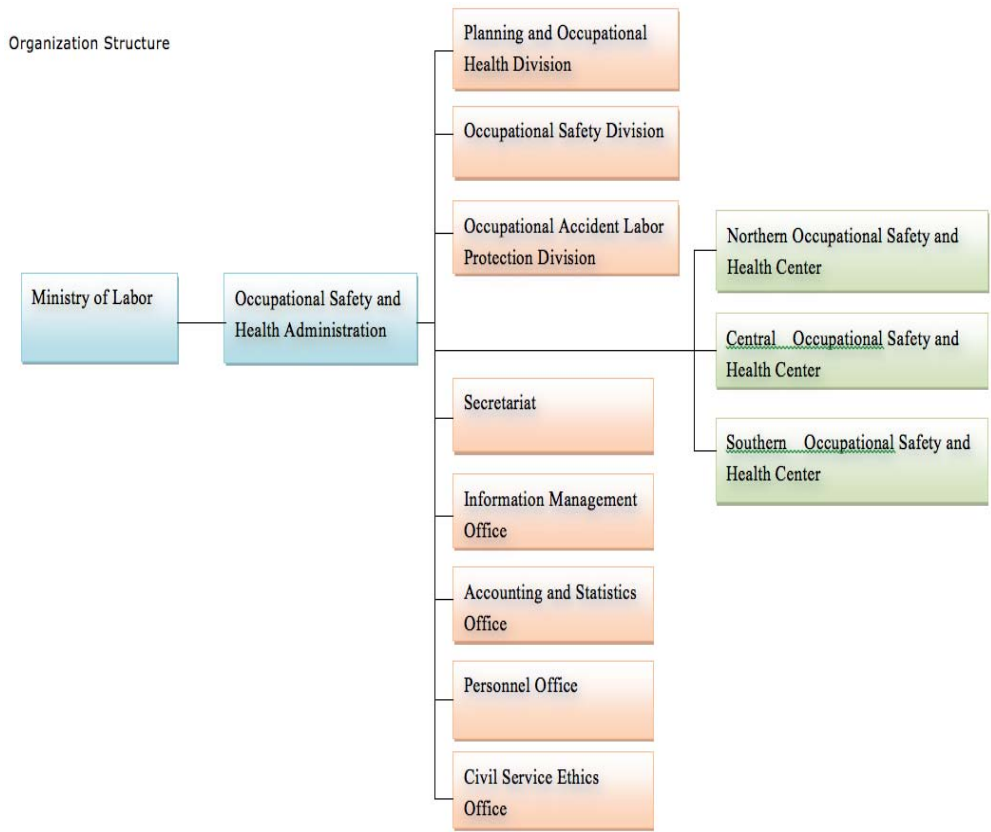 Organization Structure
Planning and Occupational
Health Division
Occupational Safety Division
Occupational Accident Labor
Protection Division
Ministry of Labor
Occupational Safety and
Health Administration
Northern Occupational Safety and
Health Center
Central Occupational Safety and
Health Center
Southern Occupational Safety and
Health Center
Secretariat
Information Management
Office
Accounting and Statistics
Office
Personnel Office
Civil Service Ethics
Office